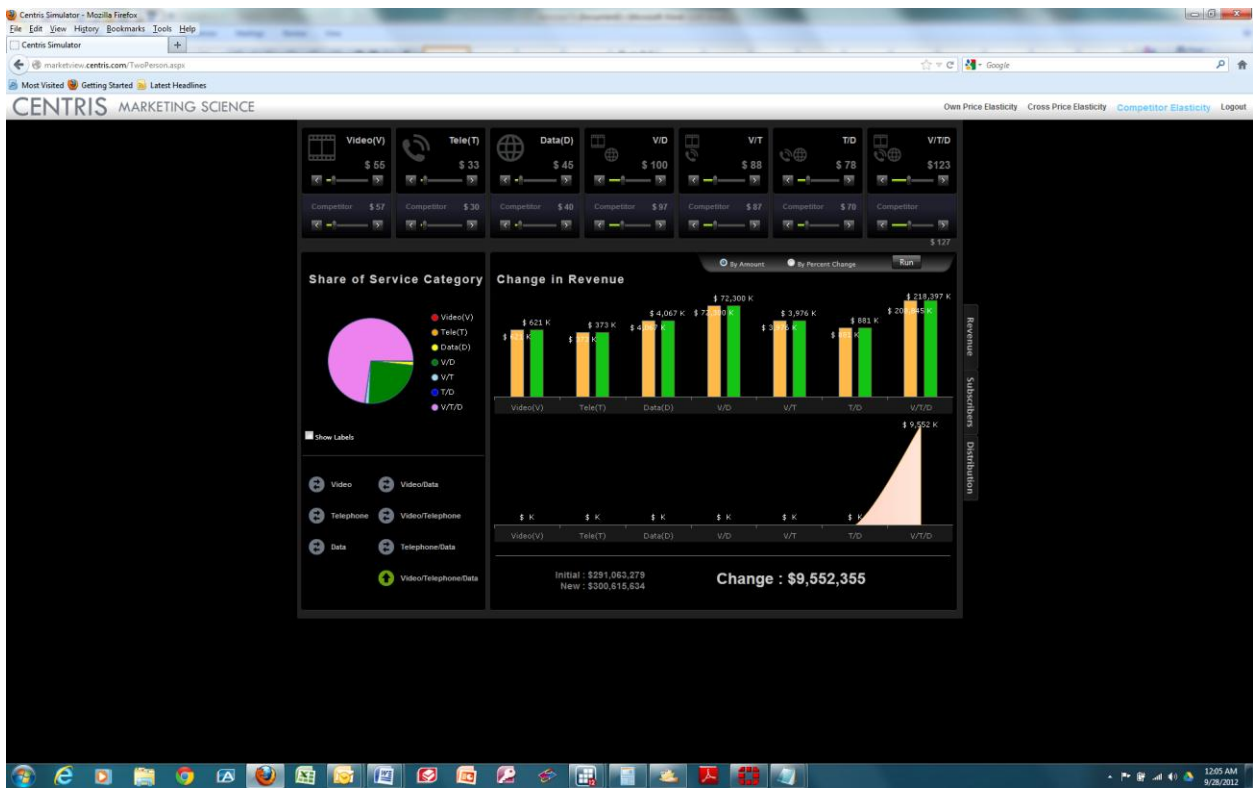 Centris Simulator - Mozilla Firefox
File Edit View History Bookmarks Tools Help
Centris Simulator +
marketview.centris.com/TwoPerson.aspx Google
Most Visited Getting Started Latest Headlines
CENTRIS MARKETING SCIENCE Own Price Elasticity Cross Price Elasticity Competitor Elasticity Logout
Video(V) Tele(T) Data(D) V/D V/T T/D V/T/D
$ 55 $ 33 $ 45 $ 100 $ 88 $ 78 $123
Competitor $ 57 Competitor $ 30 Competitor $ 40 Competitor $ 97 Competitor $ 87 Competitor $ 70 Competitor
$ 127
By Amount By Percent Change Run
Share of Service Category
Video(V)
Tele(T)
Data(D)
V/D
V/T
T/D
V/T/D
Show Labels
Video Video/Data
Telephone Video/Telephone
Data Telephone/Data
Video/Telephone/Data
Change in Revenue
$ 621 K $ 373 K $ 4,067 K $ 72,300 K $ 3,976 K $ 881 K $ 218,397 K
Video(V) Tele(T) Data(D) V/D V/T T/D V/T/D
$ 9,552 K
$ K $ K $ K $ K $ K $ K
Video(V) Tele(T) Data(D) V/D V/T T/D V/T/D
Initial : $291,063,279
New : $300,615,634
Change : $9,552,355
Revenue
Subscribers
Distribution
12:05 AM
9/28/2012